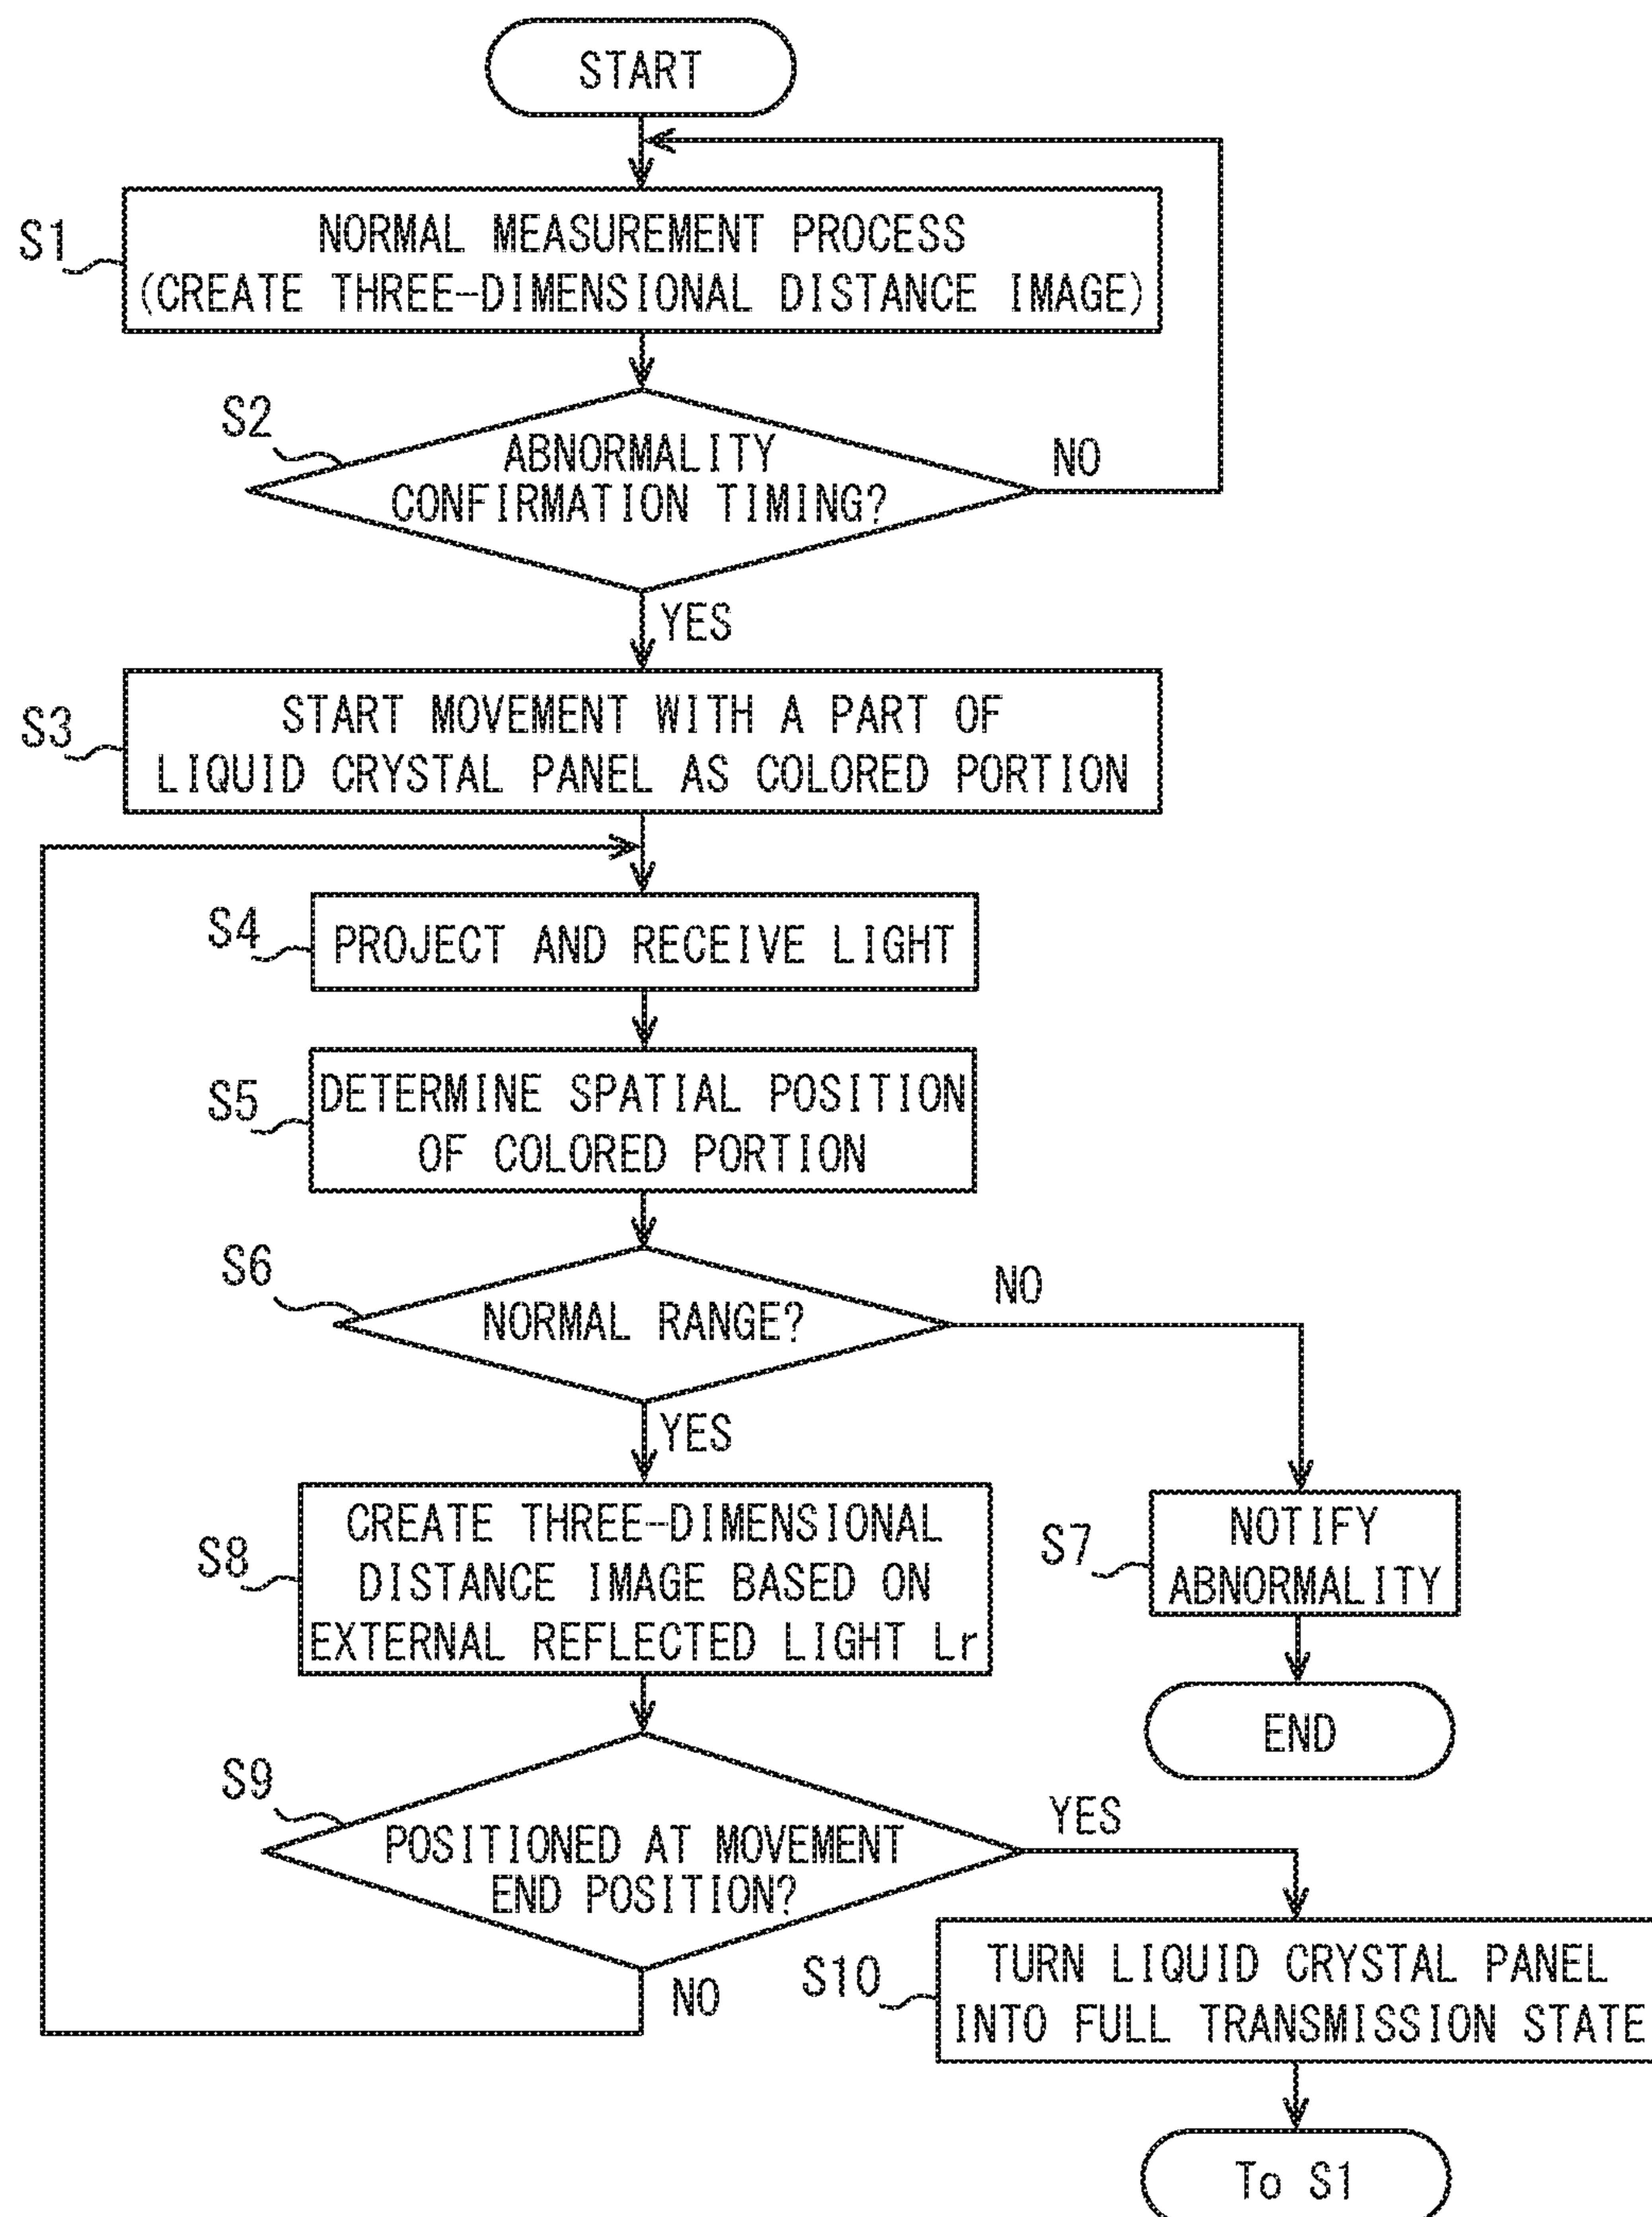 START
S1
NORMAL MEASUREMENT PROCESS
(CREATE THREE-DIMENSIONAL DISTANCE IMAGE)
S2
ABNORMALITY
CONFIRMATION TIMING?
NO
YES
S3
START MOVEMENT WITH A PART OF
LIQUID CRYSTAL PANEL AS COLORED PORTION
S4
PROJECT AND RECEIVE LIGHT
S5
DETERMINE SPATIAL POSITION
OF COLORED PORTION
S6
NORMAL RANGE?
NO
YES
S8
CREATE THREE-DIMENSIONAL
DISTANCE IMAGE BASED ON
EXTERNAL REFLECTED LIGHT Lr
S7
NOTIFY
ABNORMALITY
END
S9
POSITIONED AT MOVEMENT
END POSITION?
YES
NO
S10
TURN LIQUID CRYSTAL PANEL
INTO FULL TRANSMISSION STATE
To S1